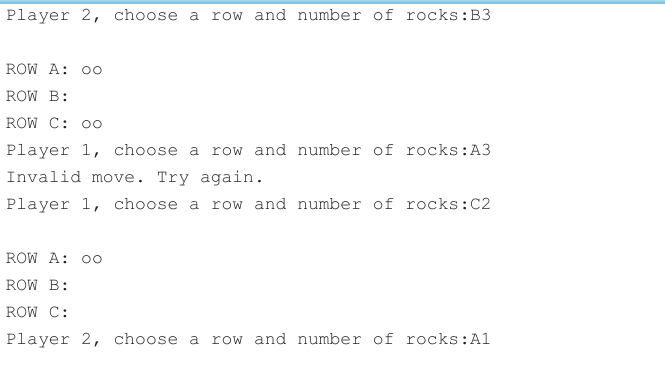 Player 2, choose a row and number of rocks:B3
ROW A: oo
ROW B:
ROW C: oo
Player 1, choose a row and number of rocks:A3
Invalid move. Try again.
Player 1, choose a row and number of rocks:C2
ROW A: oo
ROW B:
ROW C:
Player 2, choose a row and number of rocks:A1